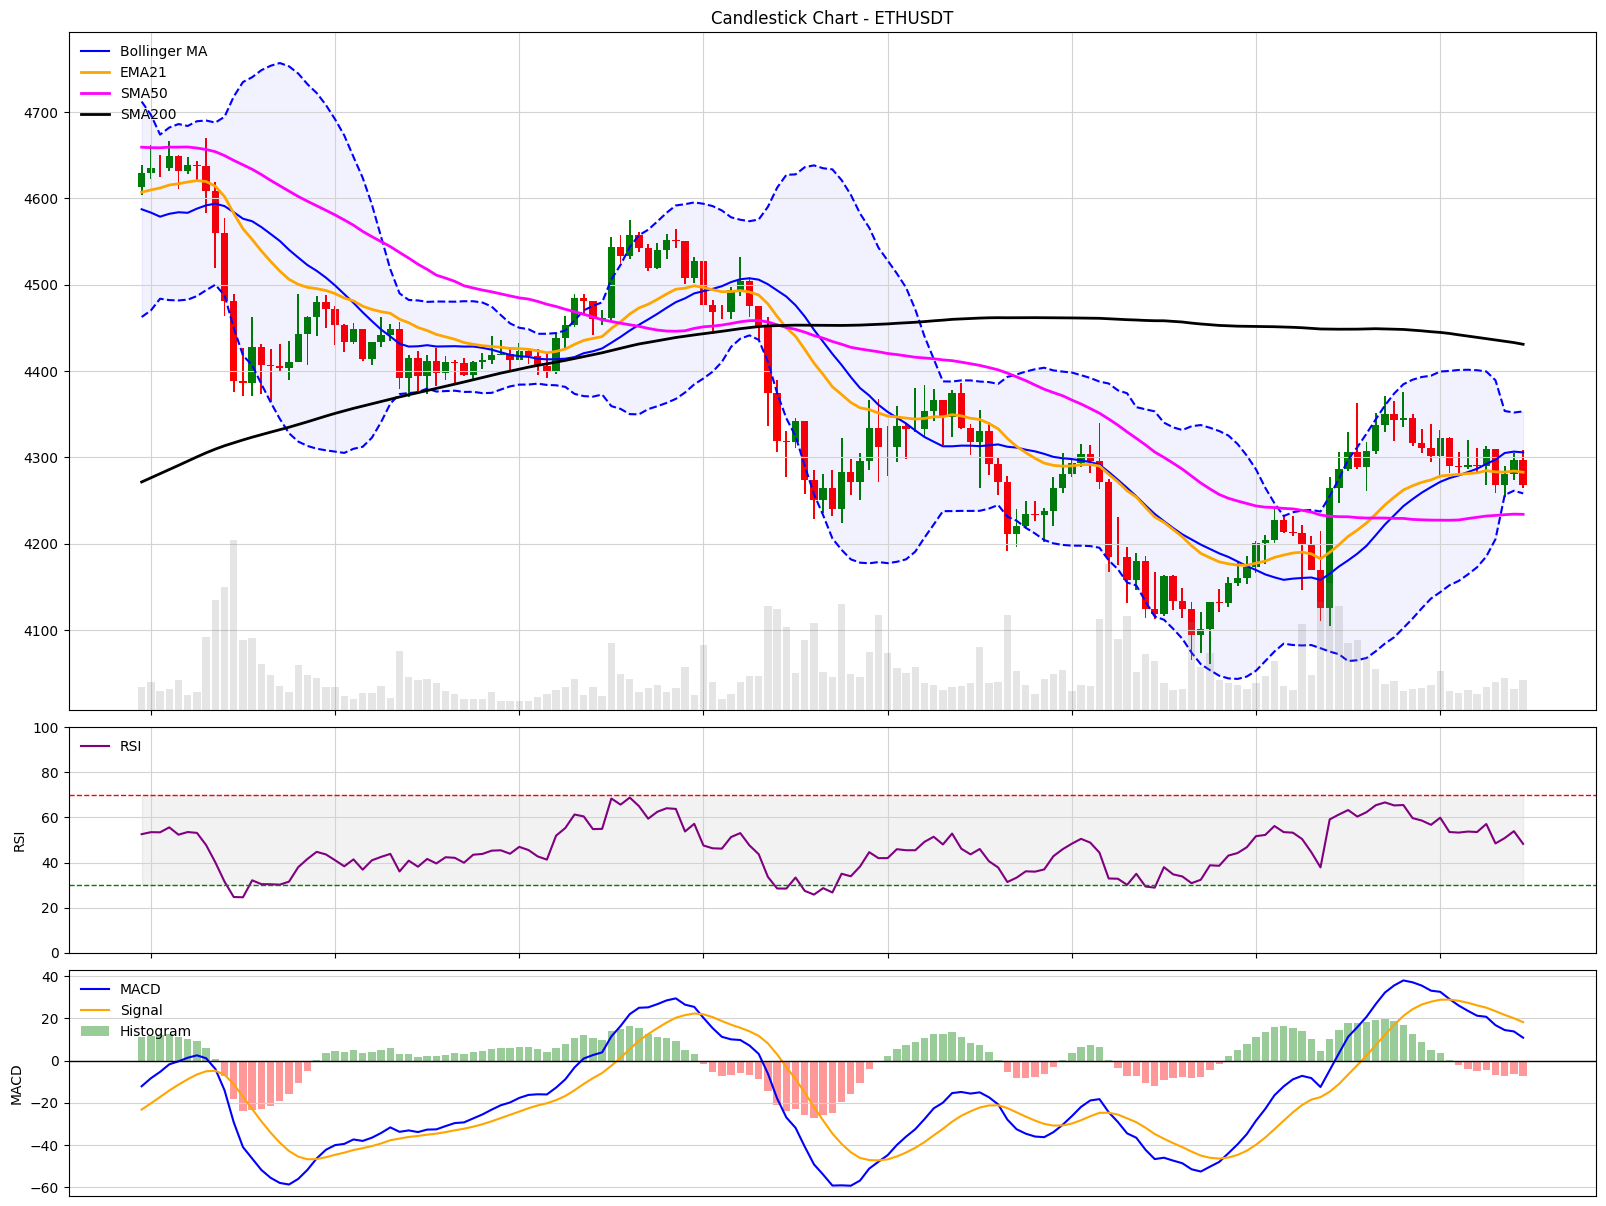 Candlestick Chart - ETHUSDT
Bollinger MA
EMA21
SMA50
SMA200
4700
4600
4500
4400
4300
4200
4100
RSI
100
80
60
40
20
0
RSI
MACD
Signal
Histogram
40
20
0
−20
−40
−60
MACD